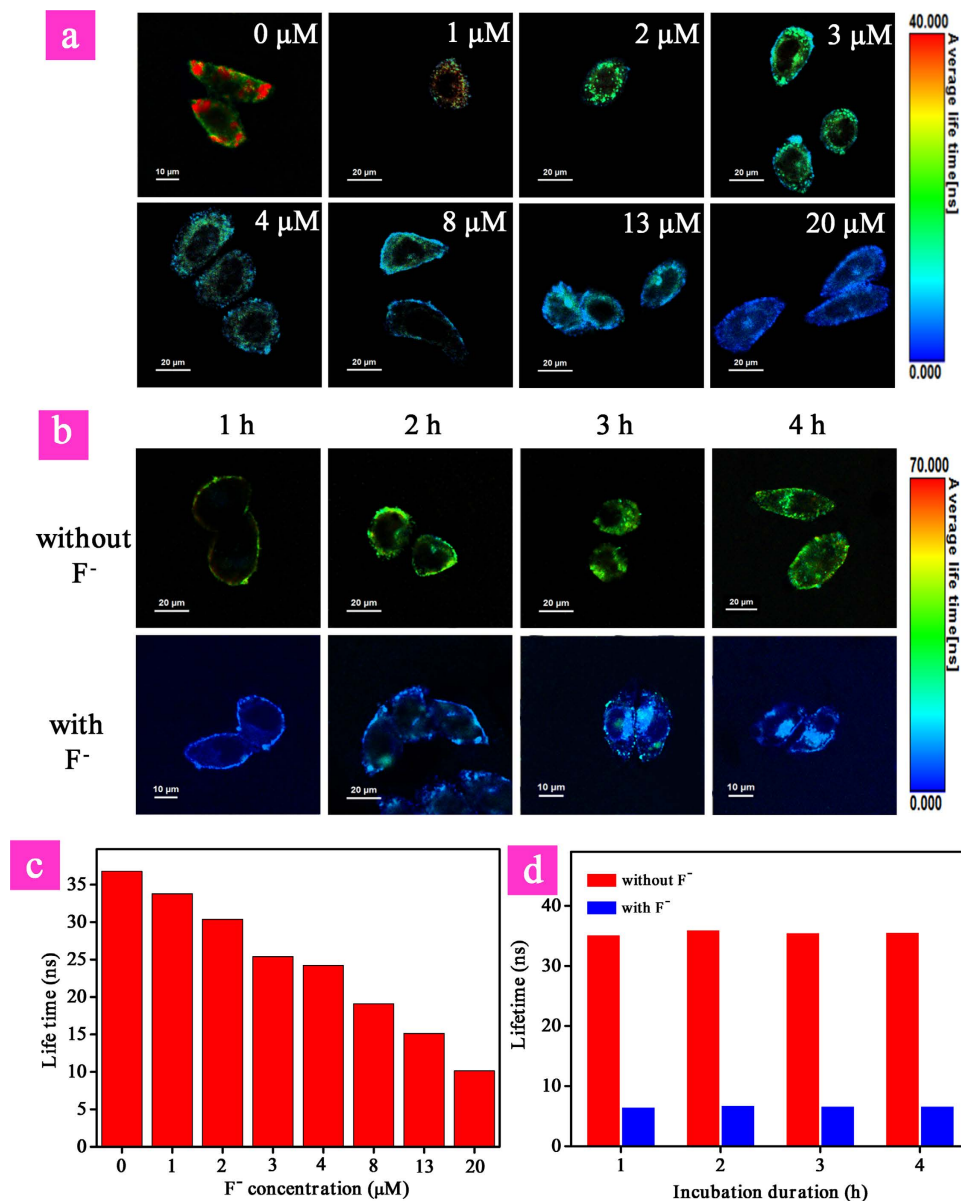 a
0 μM
1 μM
2 μM
3 μM
10 μm
20 μm
20 μm
20 μm
4 μM
8 μM
13 μM
20 μM
20 μm
20 μm
20 μm
20 μm
40.000
Average life time[ns]
0.000
b
1 h
2 h
3 h
4 h
without
F⁻
20 μm
20 μm
20 μm
20 μm
with
F⁻
10 μm
20 μm
10 μm
10 μm
70.000
Average life time[ns]
0.000
c
Life time (ns)
35
30
25
20
15
10
5
0
0 1 2 3 4 8 13 20
F⁻ concentration (μM)
d
without F⁻
with F⁻
Lifetime (ns)
40
30
20
10
0
1 2 3 4
Incubation duration (h)